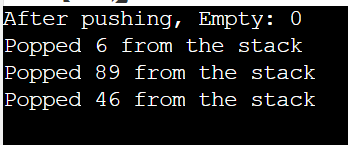 After pushing, Empty: 0
Popped 6 from the stack
Popped 89 from the stack
Popped 46 from the stack